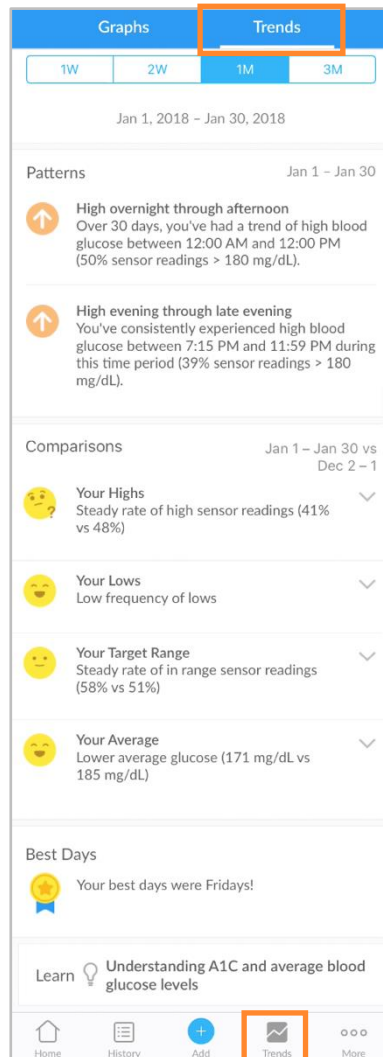 Graphs Trends
1W 2W 1M 3M
Jan 1, 2018 – Jan 30, 2018
Patterns Jan 1 – Jan 30
High overnight through afternoon
Over 30 days, you've had a trend of high blood
glucose between 12:00 AM and 12:00 PM
(50% sensor readings > 180 mg/dL).
High evening through late evening
You've consistently experienced high blood
glucose between 7:15 PM and 11:59 PM during
this time period (39% sensor readings > 180
mg/dL).
Comparisons Jan 1 – Jan 30 vs
Dec 2 – 1
Your Highs
Steady rate of high sensor readings (41%
vs 48%)
Your Lows
Low frequency of lows
Your Target Range
Steady rate of in range sensor readings
(58% vs 51%)
Your Average
Lower average glucose (171 mg/dL vs
185 mg/dL)
Best Days
Your best days were Fridays!
Learn Understanding A1C and average blood
glucose levels
Home History Add Trends More